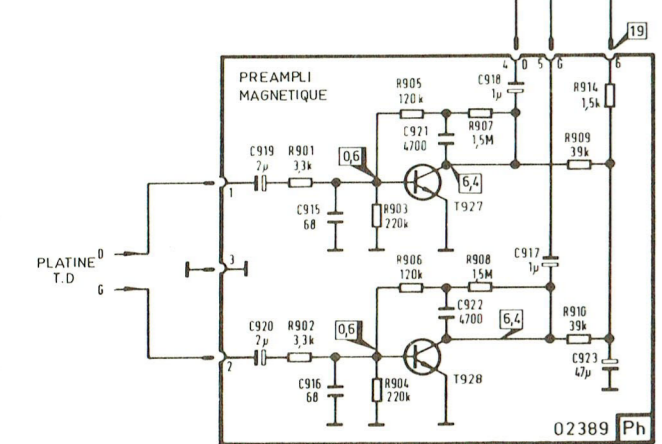 19
4 D
5 G
6
PREAMPLI
MAGNETIQUE
R905
120k
C918
1µ
R914
1,5k
C921
4700
R907
1,5M
R909
39k
C919
2µ
R901
3,3k
0,6
6,4
T927
1
C915
68
R903
220k
PLATINE
T.D
D
G
3
R906
120k
R908
1,5M
C917
1µ
C922
4700
6,4
R910
39k
C920
2µ
R902
3,3k
0,6
2
C916
68
R904
220k
T928
C923
47µ
02389 Ph